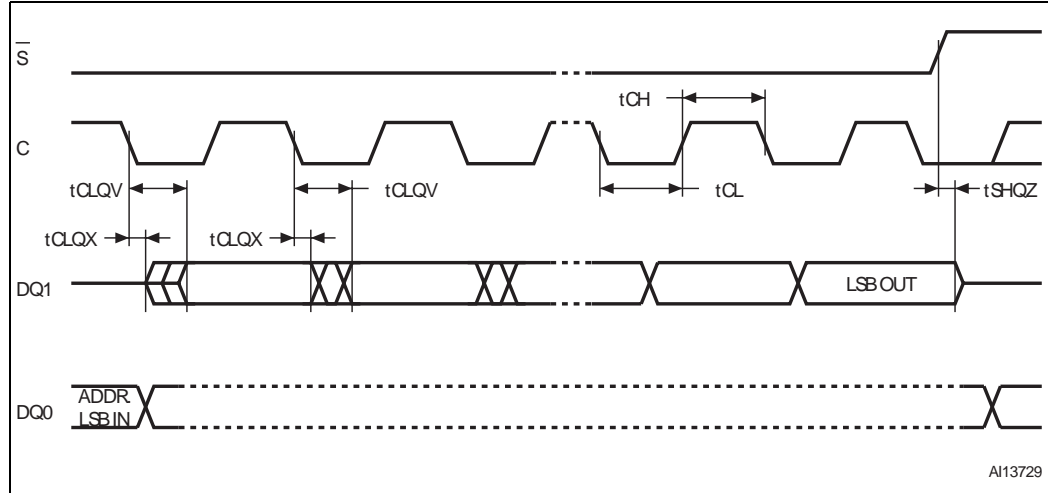 S
tCH
C
tCLQV
tCLQV
tCL
tSHQZ
tCLQX
tCLQX
DQ1
LSB OUT
DQ0
ADDR.
LSB IN
AI13729